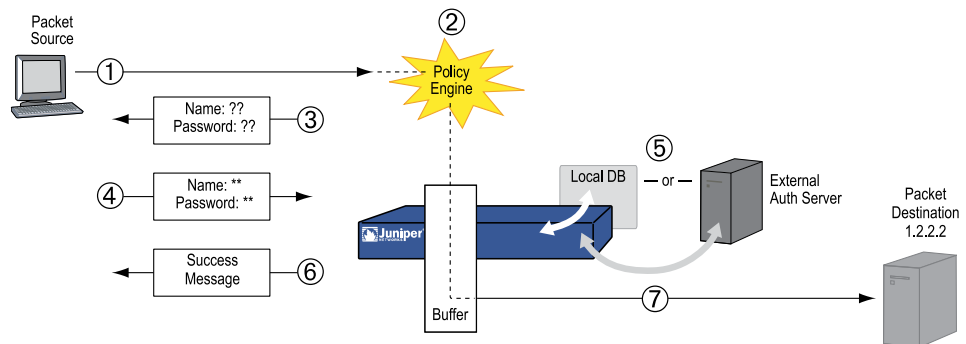 Packet
Source
①
②
Policy
Engine
Name: ??
Password: ??
③
④
Name: **
Password: **
⑤
Local DB
or
External
Auth Server
Packet
Destination
1.2.2.2
Juniper
NETWORKS
Success
Message
⑥
⑦
Buffer